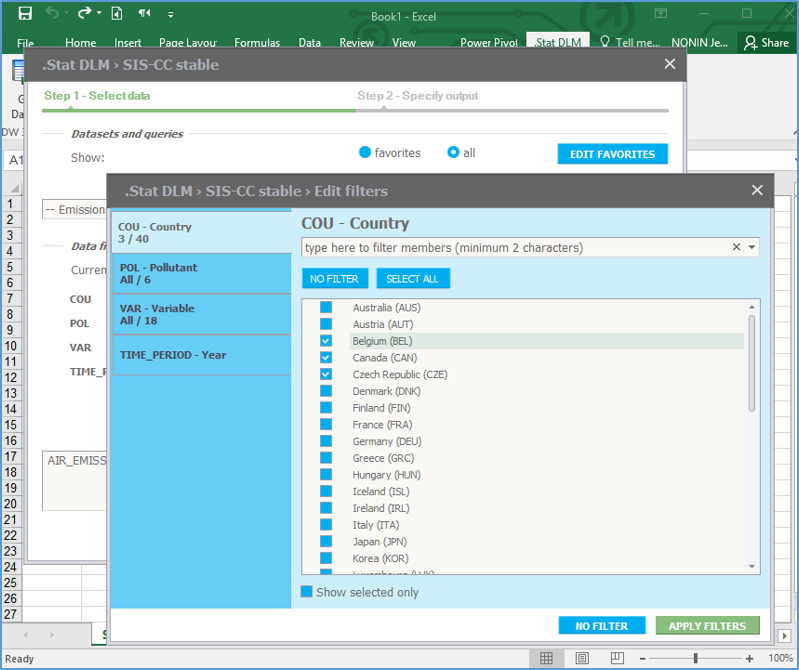 Book1 - Excel
File Home Insert Page Layout Formulas Data Review View Power Pivot .Stat DLM Tell me... NONIN Je... Share
.Stat DLM › SIS-CC stable
Step 1 - Select data Step 2 - Specify output
Datasets and queries
Show: favorites all EDIT FAVORITES
A1
.Stat DLM › SIS-CC stable › Edit filters
-- Emission
Data fi
Curren
COU
POL
VAR
TIME_P
AIR_EMISS
COU - Country
3 / 40
POL - Pollutant
All / 6
VAR - Variable
All / 18
TIME_PERIOD - Year
COU - Country
type here to filter members (minimum 2 characters)
NO FILTER SELECT ALL
Australia (AUS)
Austria (AUT)
Belgium (BEL)
Canada (CAN)
Czech Republic (CZE)
Denmark (DNK)
Finland (FIN)
France (FRA)
Germany (DEU)
Greece (GRC)
Hungary (HUN)
Iceland (ISL)
Ireland (IRL)
Italy (ITA)
Japan (JPN)
Korea (KOR)
Luxembourg (LUX)
Show selected only
NO FILTER APPLY FILTERS
1
2
3
4
5
6
7
8
9
10
11
12
13
14
15
16
17
18
19
20
21
22
23
24
25
26
27
Ready 100%